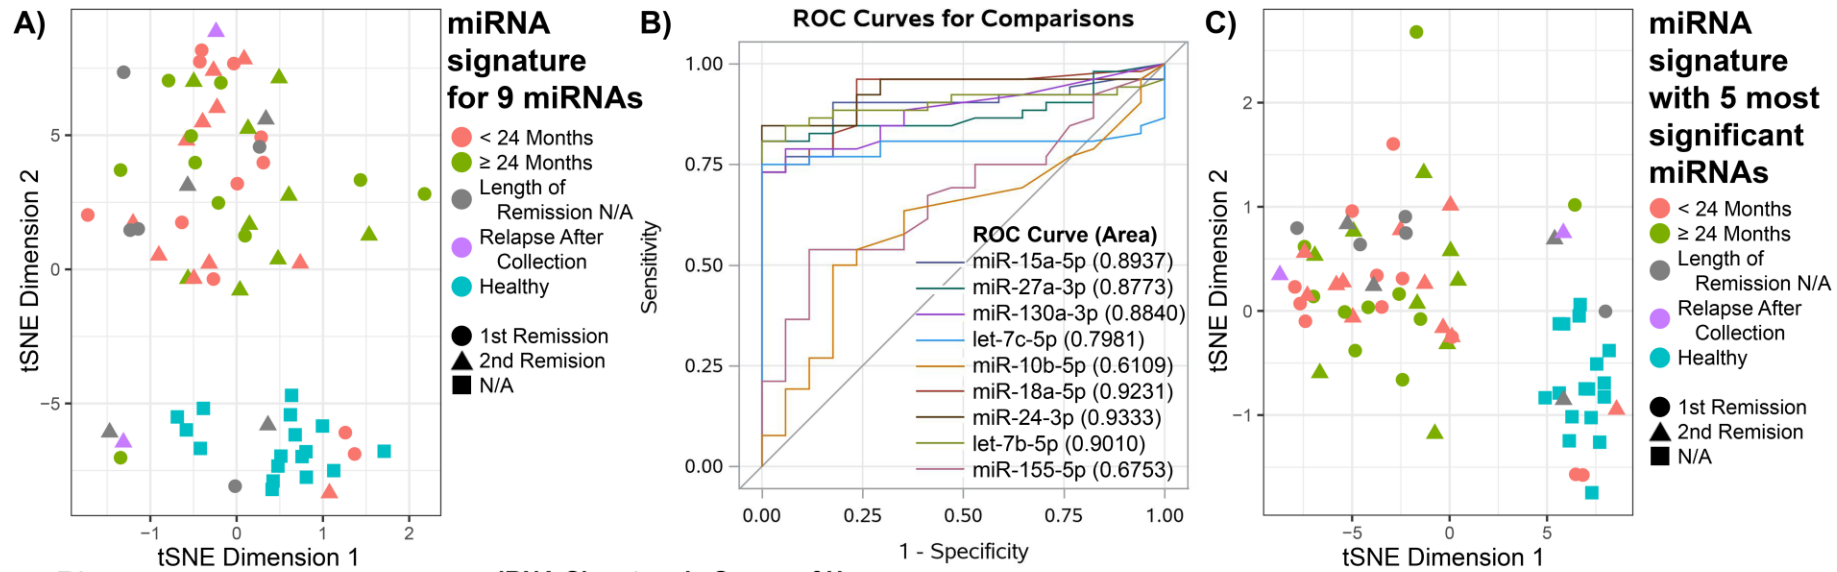 A)
miRNA
signature
for 9 miRNAs
< 24 Months
≥ 24 Months
Length of
Remission N/A
Relapse After
Collection
Healthy
1st Remission
2nd Remision
N/A
tSNE Dimension 2
5
0
−5
−1
0
1
2
tSNE Dimension 1
B)
ROC Curves for Comparisons
Sensitivity
1.00
0.75
0.50
0.25
0.00
ROC Curve (Area)
miR-15a-5p (0.8937)
miR-27a-3p (0.8773)
miR-130a-3p (0.8840)
let-7c-5p (0.7981)
miR-10b-5p (0.6109)
miR-18a-5p (0.9231)
miR-24-3p (0.9333)
let-7b-5p (0.9010)
miR-155-5p (0.6753)
0.00
0.25
0.50
0.75
1.00
1 - Specificity
C)
miRNA
signature
with 5 most
significant
miRNAs
< 24 Months
≥ 24 Months
Length of
Remission N/A
Relapse After
Collection
Healthy
1st Remission
2nd Remision
N/A
tSNE Dimension 2
2
1
0
−1
−5
0
5
tSNE Dimension 1